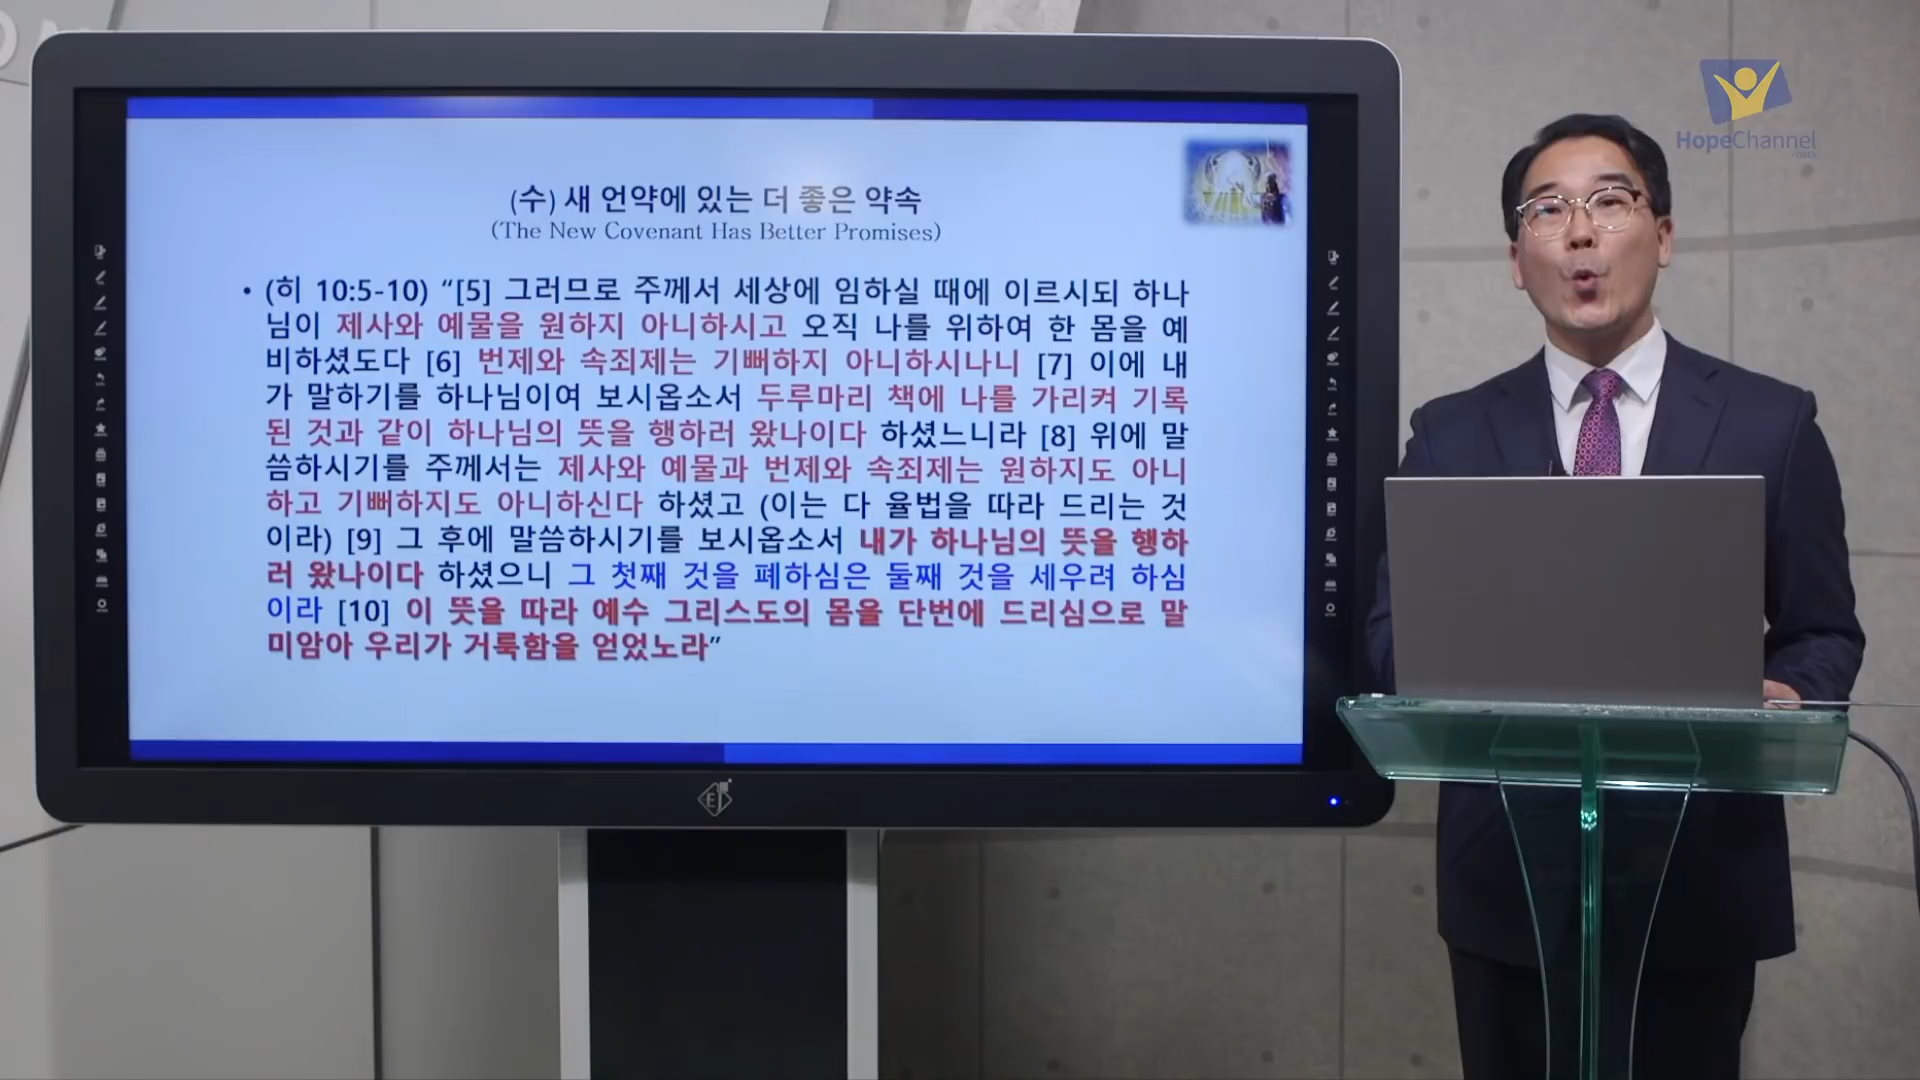 HopeChannel
(수) 새 언약에 있는 더 좋은 약속
(The New Covenant Has Better Promises)
• (히 10:5-10) “[5] 그러므로 주께서 세상에 임하실 때에 이르시되 하나
님이 제사와 예물을 원하지 아니하시고 오직 나를 위하여 한 몸을 예
비하셨도다 [6] 번제와 속죄제는 기뻐하지 아니하시나니 [7] 이에 내
가 말하기를 하나님이여 보시옵소서 두루마리 책에 나를 가리켜 기록
된 것과 같이 하나님의 뜻을 행하러 왔나이다 하셨느니라 [8] 위에 말
씀하시기를 주께서는 제사와 예물과 번제와 속죄제는 원하지도 아니
하고 기뻐하지도 아니하신다 하셨고 (이는 다 율법을 따라 드리는 것
이라) [9] 그 후에 말씀하시기를 보시옵소서 내가 하나님의 뜻을 행하
러 왔나이다 하셨으니 그 첫째 것을 폐하심은 둘째 것을 세우려 하심
이라 [10] 이 뜻을 따라 예수 그리스도의 몸을 단번에 드리심으로 말
미암아 우리가 거룩함을 얻었노라”